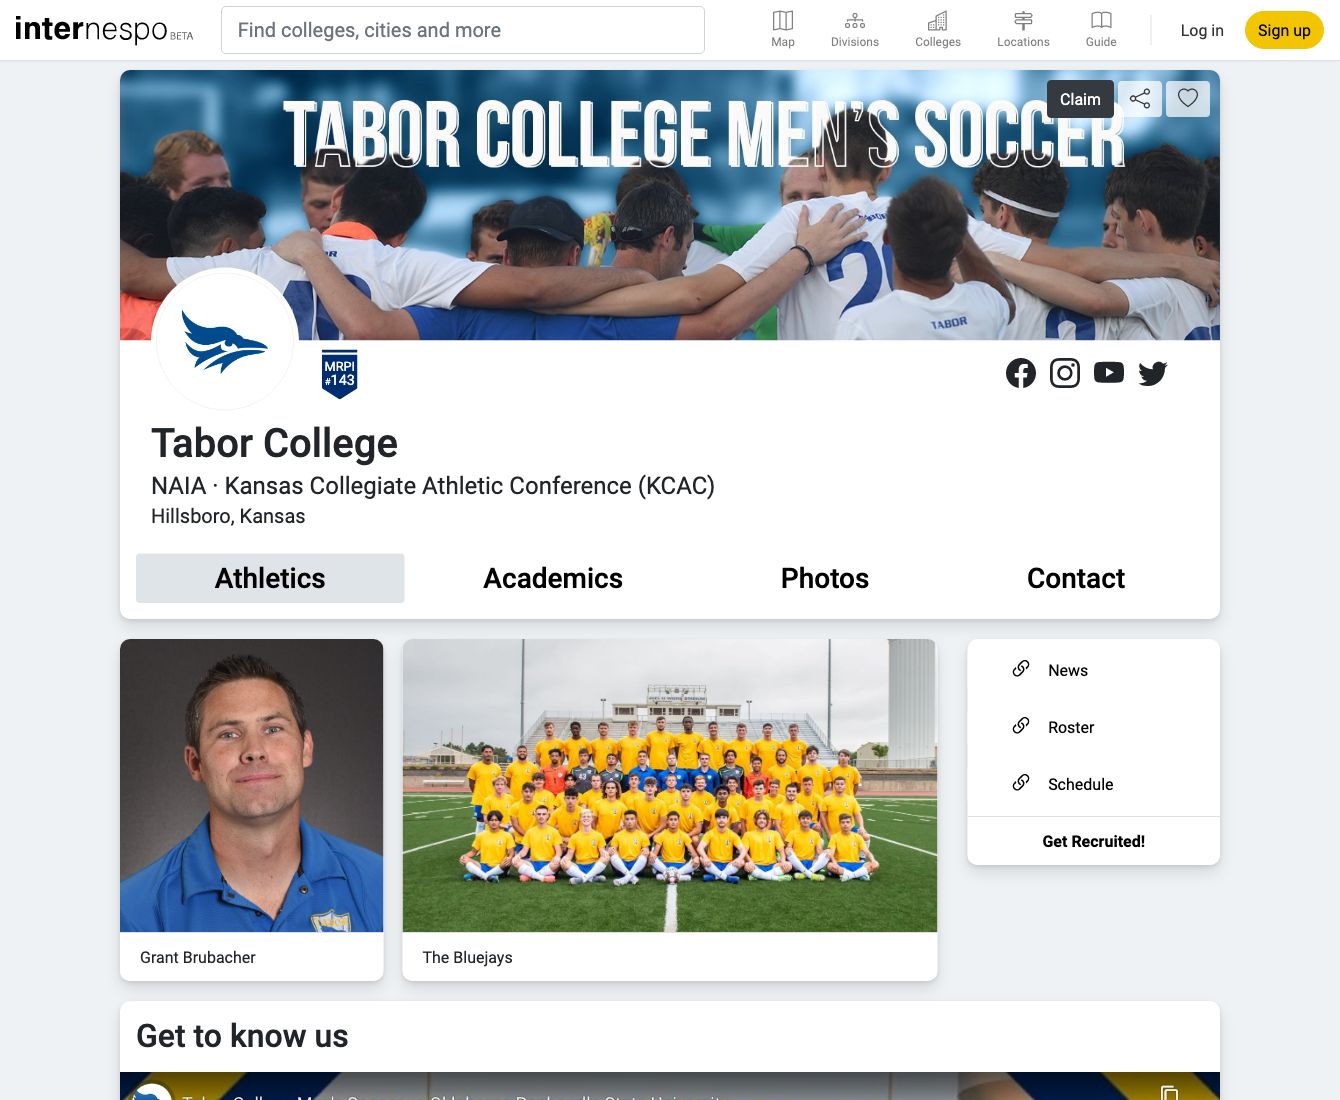 internespo BETA
Find colleges, cities and more
Map
Divisions
Colleges
Locations
Guide
Log in
Sign up
TABOR COLLEGE MEN'S SOCCER
Claim
TABOR
MRPI
#143
Tabor College
NAIA · Kansas Collegiate Athletic Conference (KCAC)
Hillsboro, Kansas
Athletics
Academics
Photos
Contact
News
Roster
Schedule
Get Recruited!
Grant Brubacher
The Bluejays
Get to know us